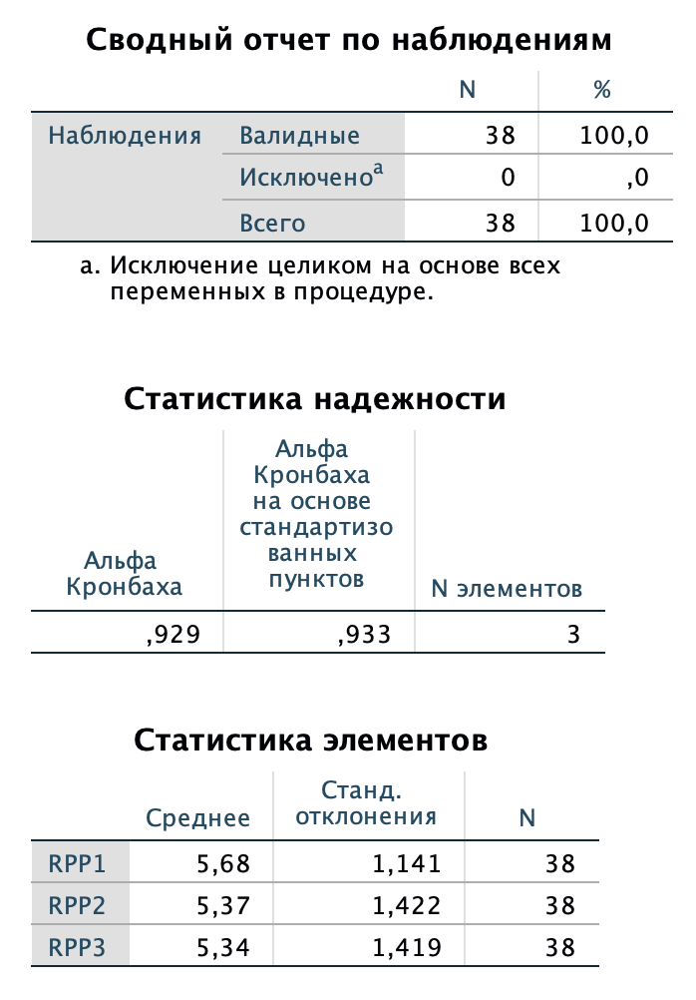 Сводный отчет по наблюдениям
N %
Наблюдения Валидные 38 100,0
Исключено^a 0 ,0
Всего 38 100,0
a. Исключение целиком на основе всех
переменных в процедуре.
Статистика надежности
Альфа
Кронбаха
Альфа
Кронбаха
на основе
стандартизо
ванных
пунктов
N элементов
,929 ,933 3
Статистика элементов
Среднее
Станд.
отклонения
N
RPP1 5,68 1,141 38
RPP2 5,37 1,422 38
RPP3 5,34 1,419 38